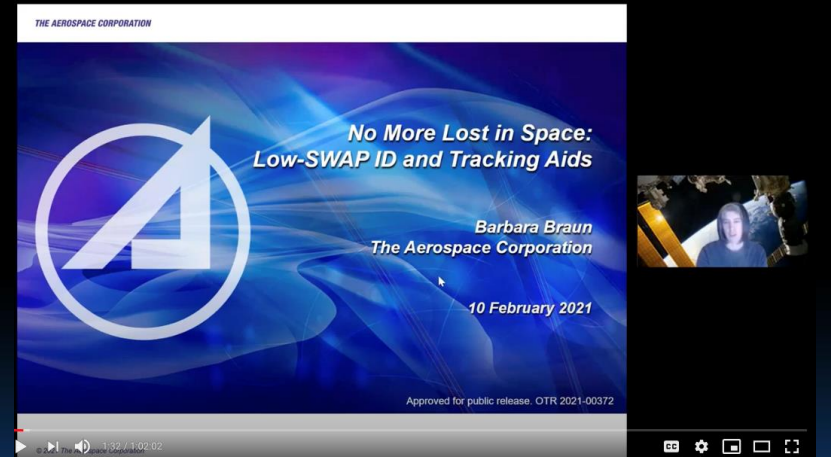 THE AEROSPACE CORPORATION
No More Lost in Space:
Low-SWAP ID and Tracking Aids
Barbara Braun
The Aerospace Corporation
10 February 2021
Approved for public release. OTR 2021-00372
1:32 / 1:02:02
CC